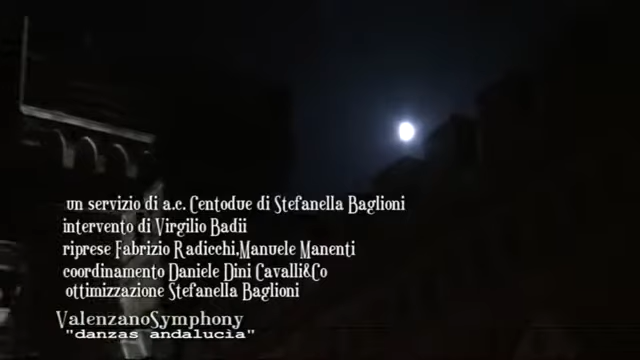 un servizio di a.c. Centodue di Stefanella Baglioni
intervento di Virgilio Badii
riprese Fabrizio Radicchi,Manuele Manenti
coordinamento Daniele Dini Cavalli&Co
ottimizzazione Stefanella Baglioni
ValenzanoSymphony
"danzas andalucia"